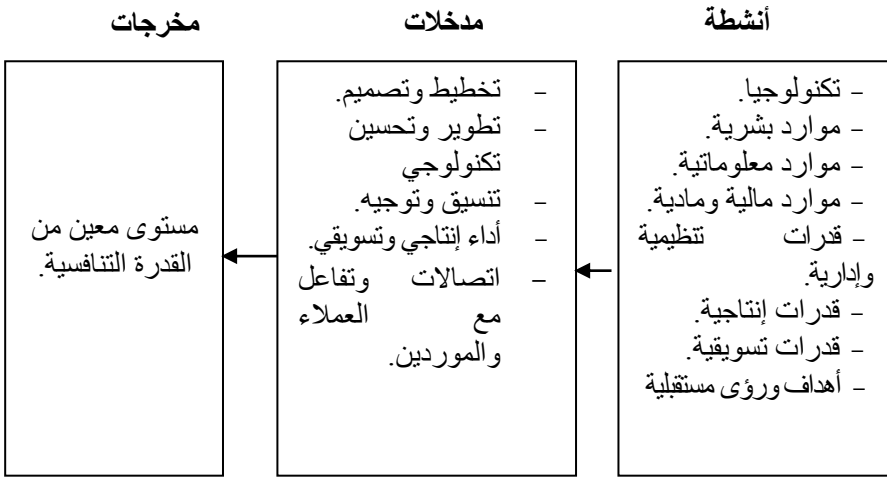 أنشطة
مدخلات
مخرجات
- تكنولوجيا.
- موارد بشرية.
- موارد معلوماتية.
- موارد مالية ومادية.
- قدرات تنظيمية
وإدارية.
- قدرات إنتاجية.
- قدرات تسويقية.
- أهداف ورؤى مستقبلية
- تخطيط وتصميم.
- تطوير وتحسين
تكنولوجي
- تنسيق وتوجيه.
- أداء إنتاجي وتسويقي.
- اتصالات وتفاعل
مع العملاء
والموردين.
مستوى معين من
القدرة التنافسية.